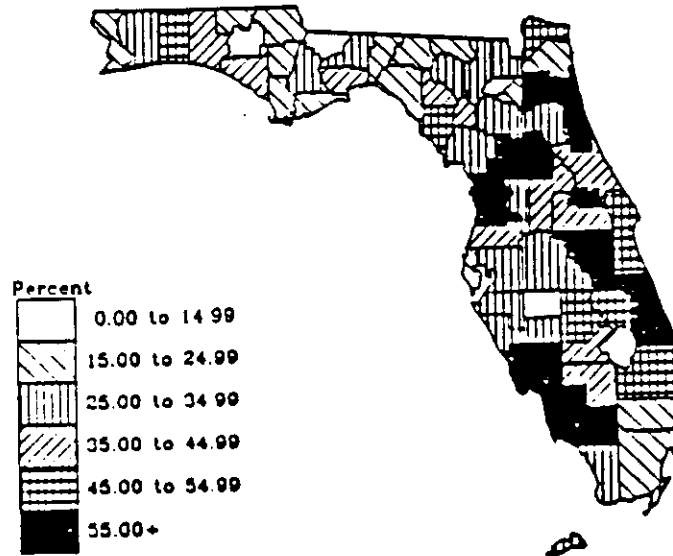 Percent
0.00 to 14.99
15.00 to 24.99
25.00 to 34.99
35.00 to 44.99
45.00 to 54.99
55.00+